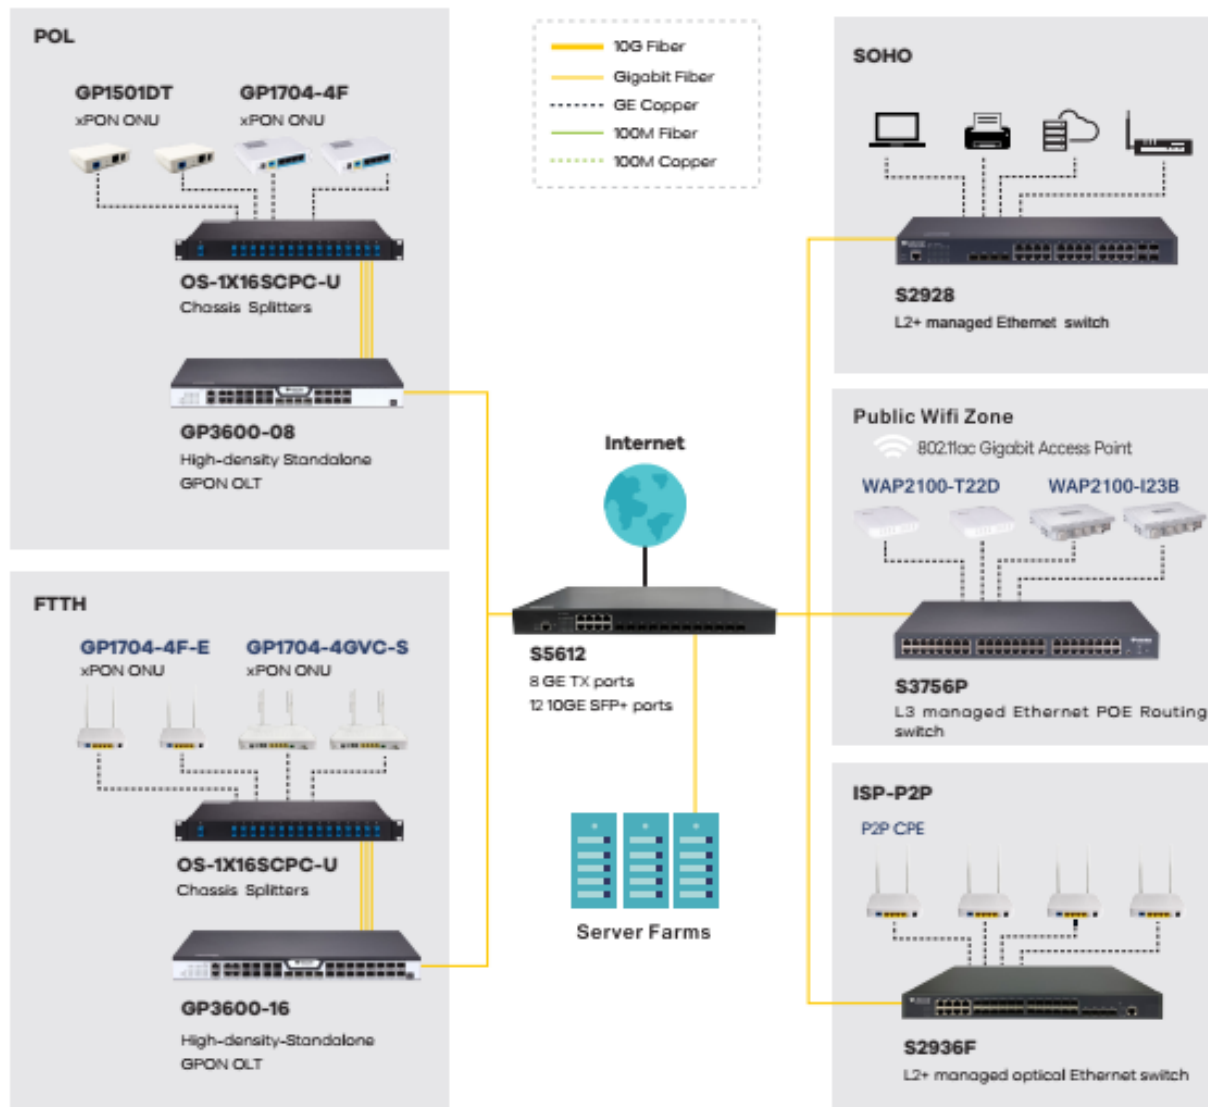 POL
GP1501DT
xPON ONU
GP1704-4F
xPON ONU
OS-1X16SCPC-U
Chassis Splitters
GP3600-08
High-density Standalone
GPON OLT
FTTH
GP1704-4F-E
xPON ONU
GP1704-4GVC-S
xPON ONU
OS-1X16SCPC-U
Chassis Splitters
GP3600-16
High-density-Standalone
GPON OLT
10G Fiber
Gigabit Fiber
GE Copper
100M Fiber
100M Copper
Internet
S5612
8 GE TX ports
12 10GE SFP+ ports
Server Farms
SOHO
S2928
L2+ managed Ethernet switch
Public Wifi Zone
802.11ac Gigabit Access Point
WAP2100-T22D
WAP2100-I23B
S3756P
L3 managed Ethernet POE Routing
switch
ISP-P2P
P2P CPE
S2936F
L2+ managed optical Ethernet switch